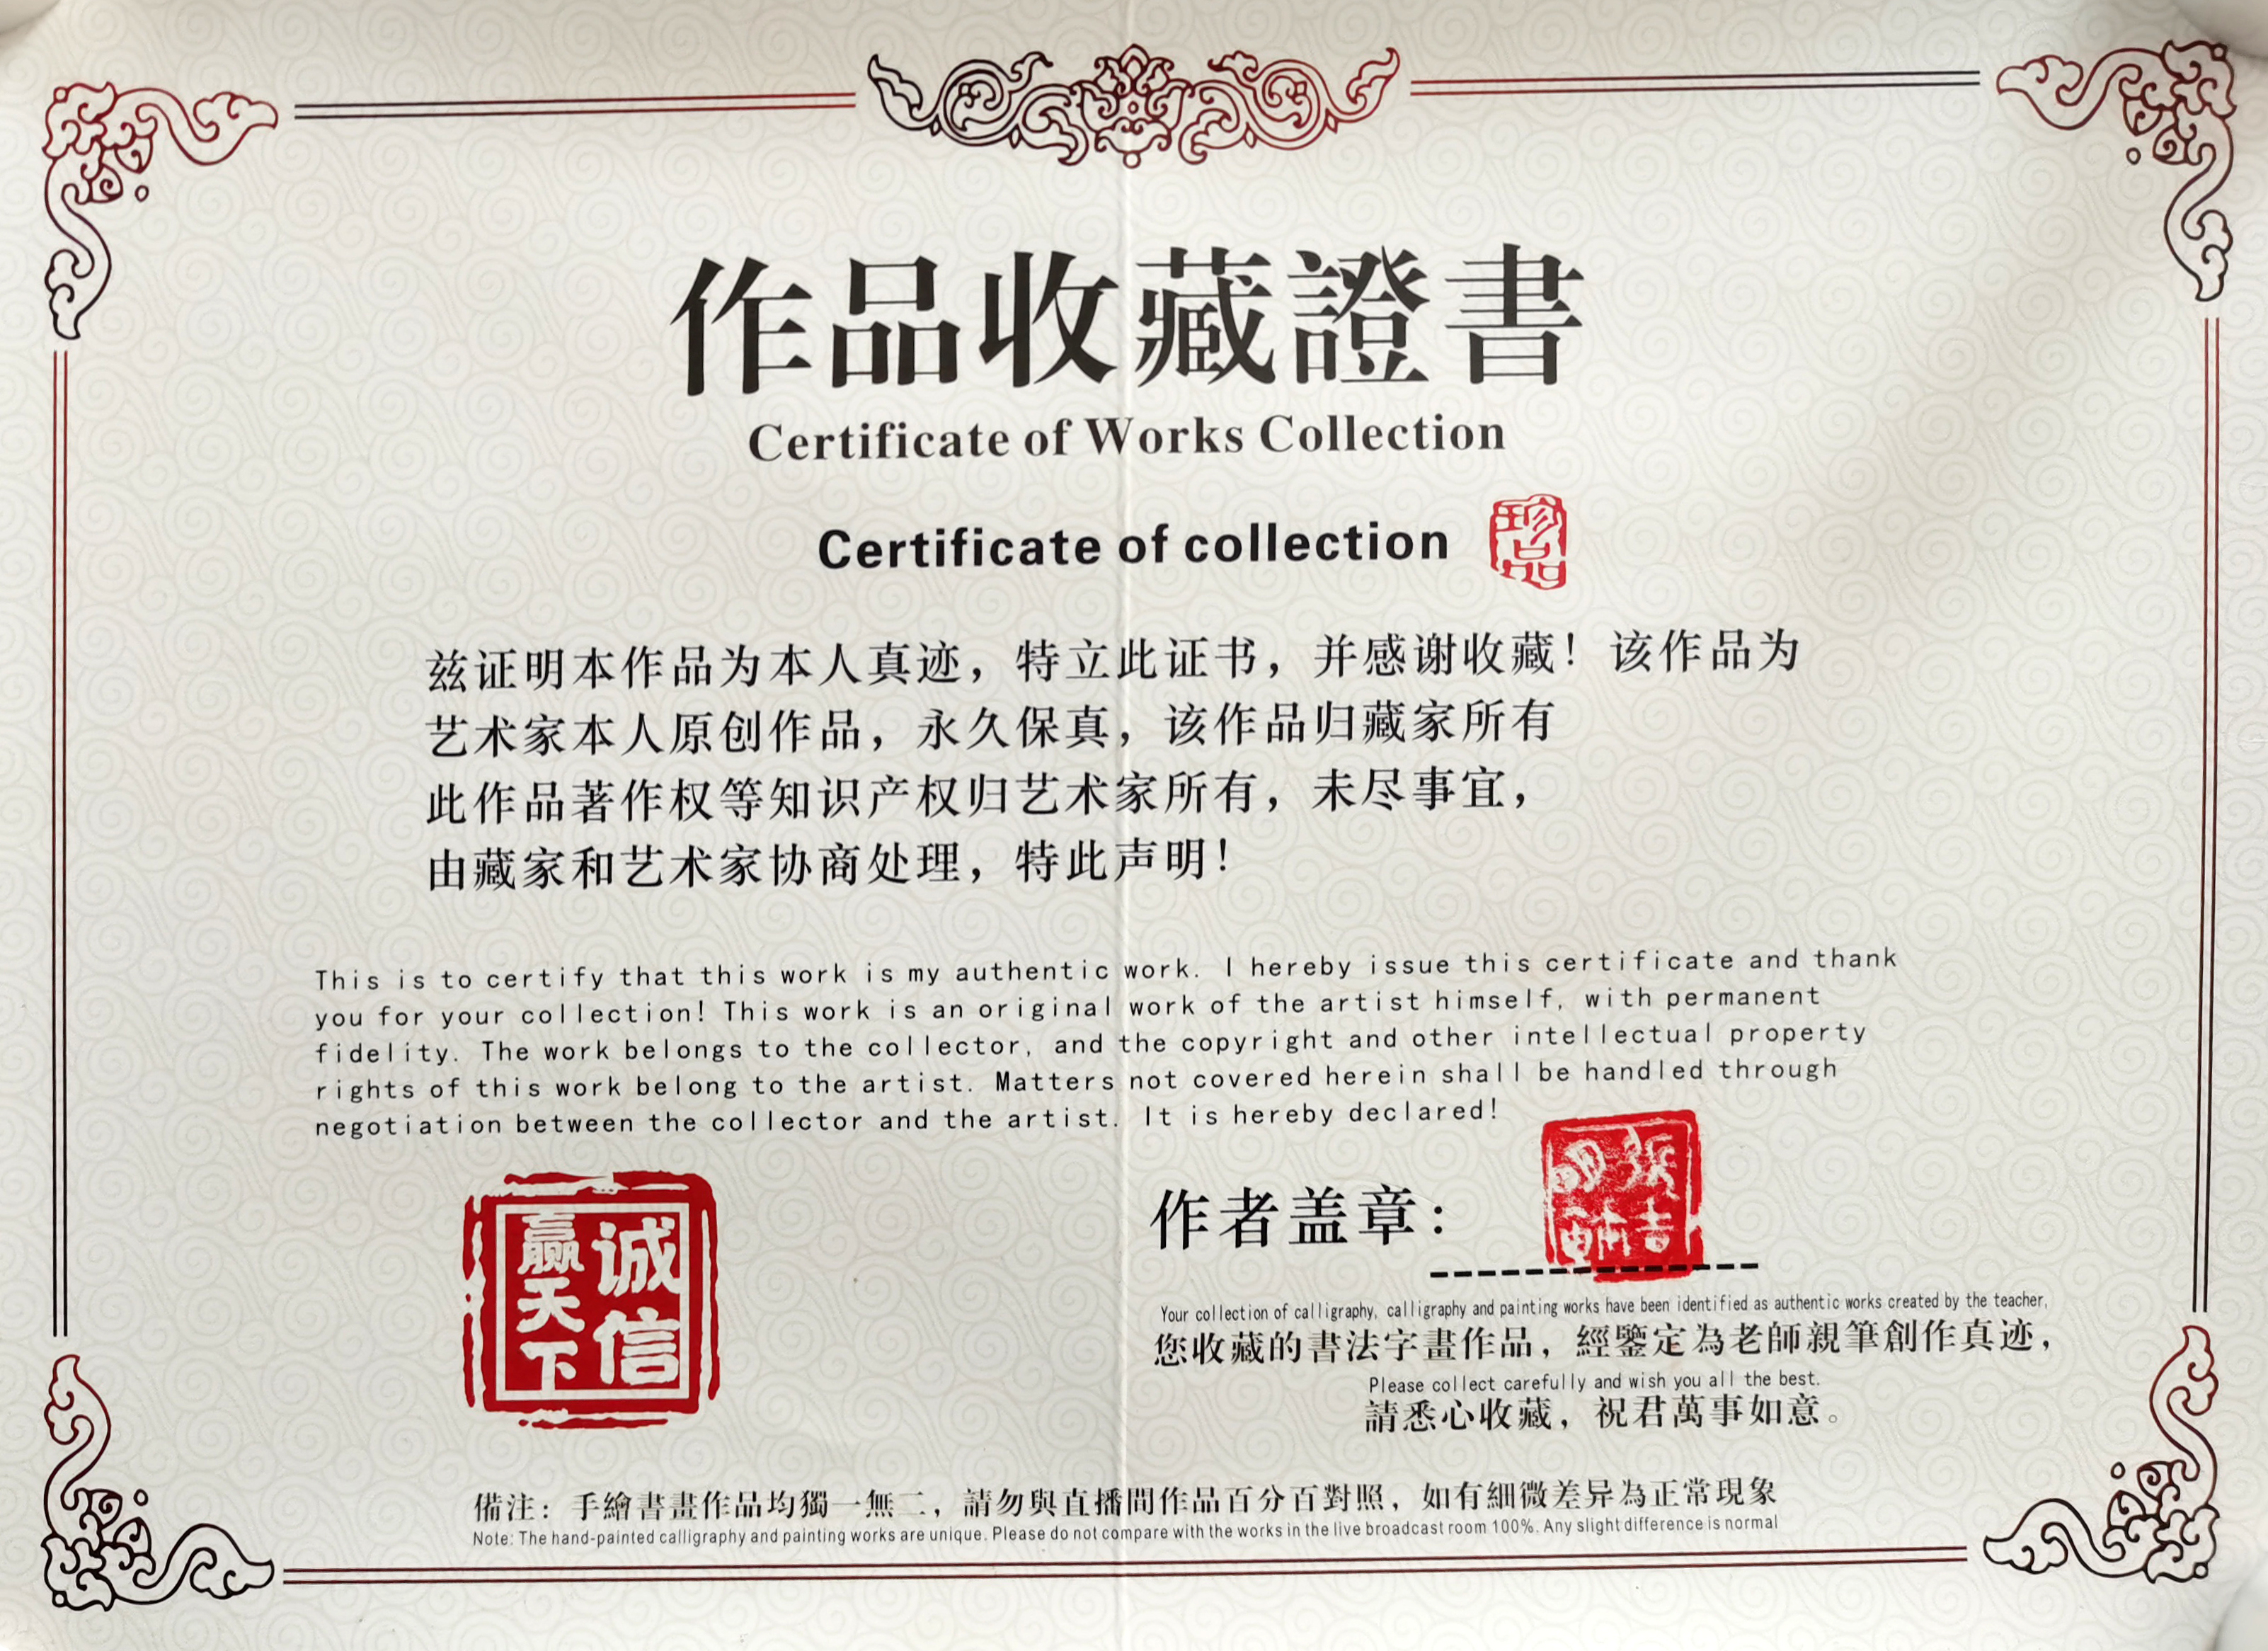 作品收藏證書
Certificate of Works Collection
Certificate of collection
珍品
兹证明本作品为本人真迹，特立此证书，并感谢收藏！该作品为
艺术家本人原创作品，永久保真，该作品归藏家所有
此作品著作权等知识产权归艺术家所有，未尽事宜，
由藏家和艺术家协商处理，特此声明！
This is to certify that this work is my authentic work. I hereby issue this certificate and thank
you for your collection! This work is an original work of the artist himself, with permanent
fidelity. The work belongs to the collector, and the copyright and other intellectual property
rights of this work belong to the artist. Matters not covered herein shall be handled through
negotiation between the collector and the artist. It is hereby declared!
诚信
赢天下
作者盖章：
Your collection of calligraphy, calligraphy and painting works have been identified as authentic works created by the teacher,
您收藏的書法字畫作品，經鑒定為老師親筆創作真迹，
Please collect carefully and wish you all the best.
請悉心收藏，祝君萬事如意。
備注：手繪書畫作品均獨一無二，請勿與直播間作品百分百對照，如有細微差异為正常現象
Note: The hand-painted calligraphy and painting works are unique. Please do not compare with the works in the live broadcast room 100%. Any slight difference is normal